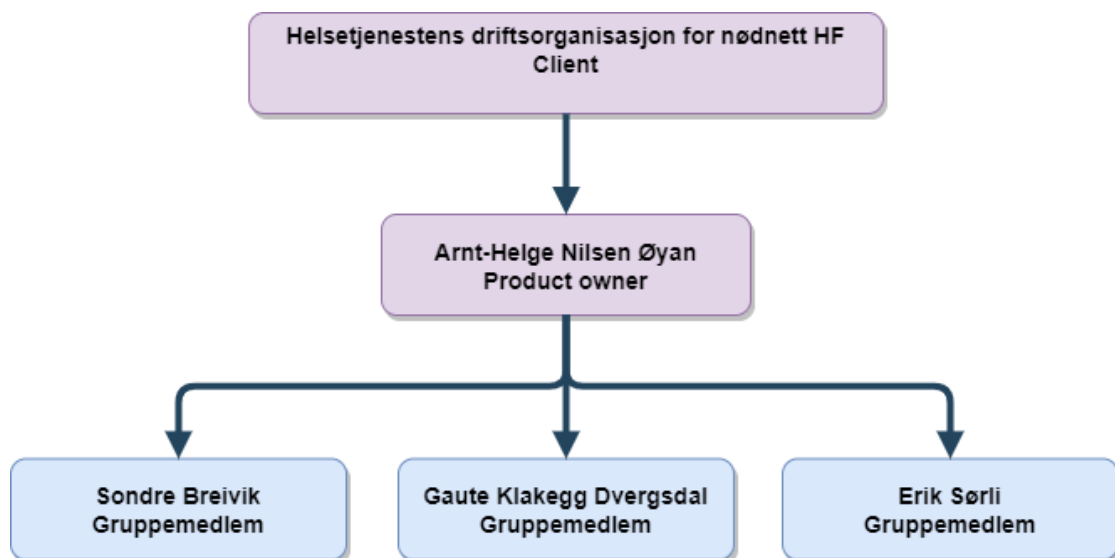 Helsetjenestens driftsorganisasjon for nødnett HF
Client
Arnt-Helge Nilsen Øyan
Product owner
Sondre Breivik
Gruppemedlem
Gaute Klakegg Dvergsdal
Gruppemedlem
Erik Sørli
Gruppemedlem